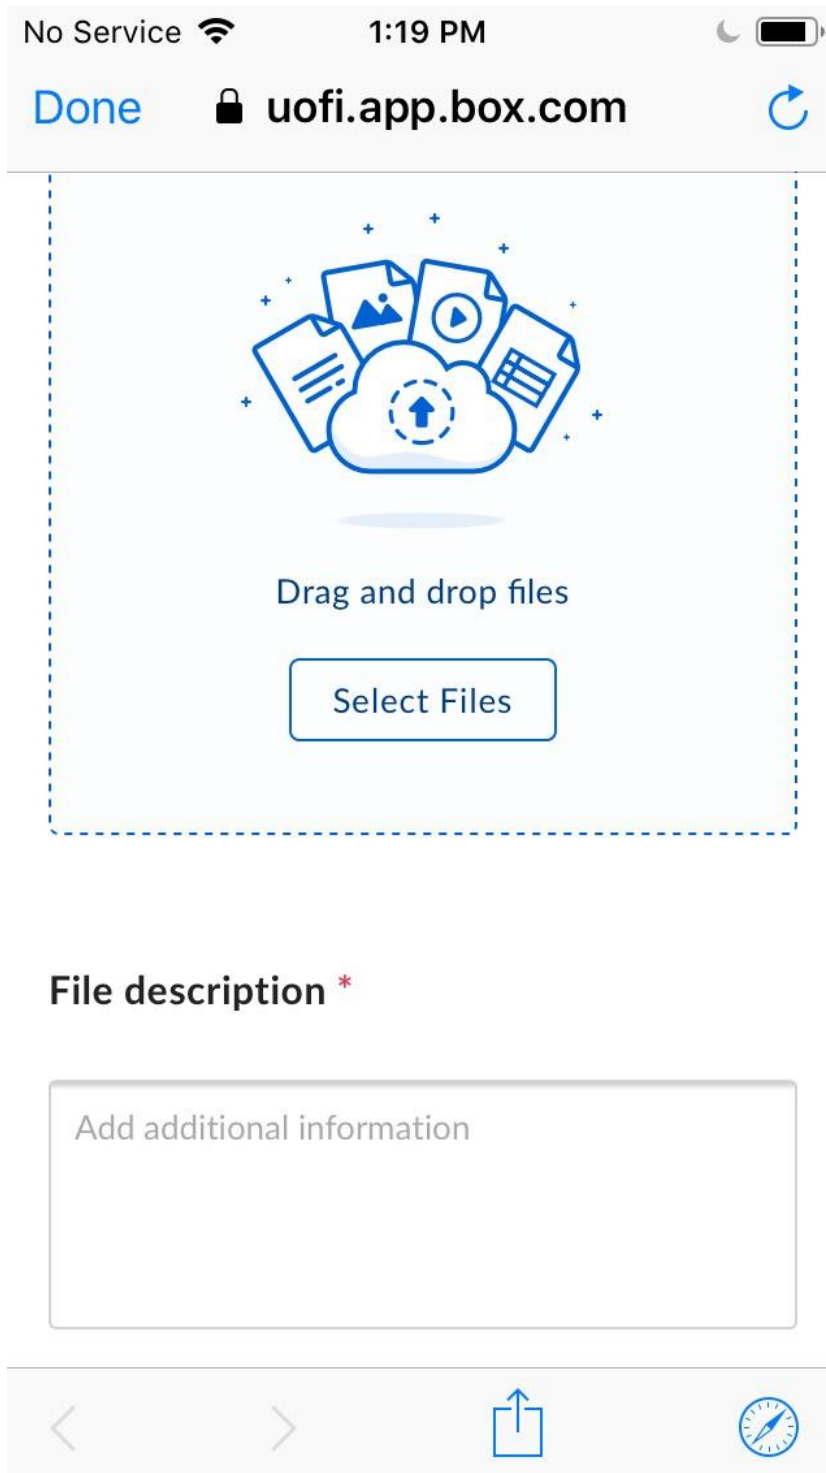 No Service 1:19 PM
Done uofi.app.box.com
Drag and drop files
Select Files
File description *
Add additional information